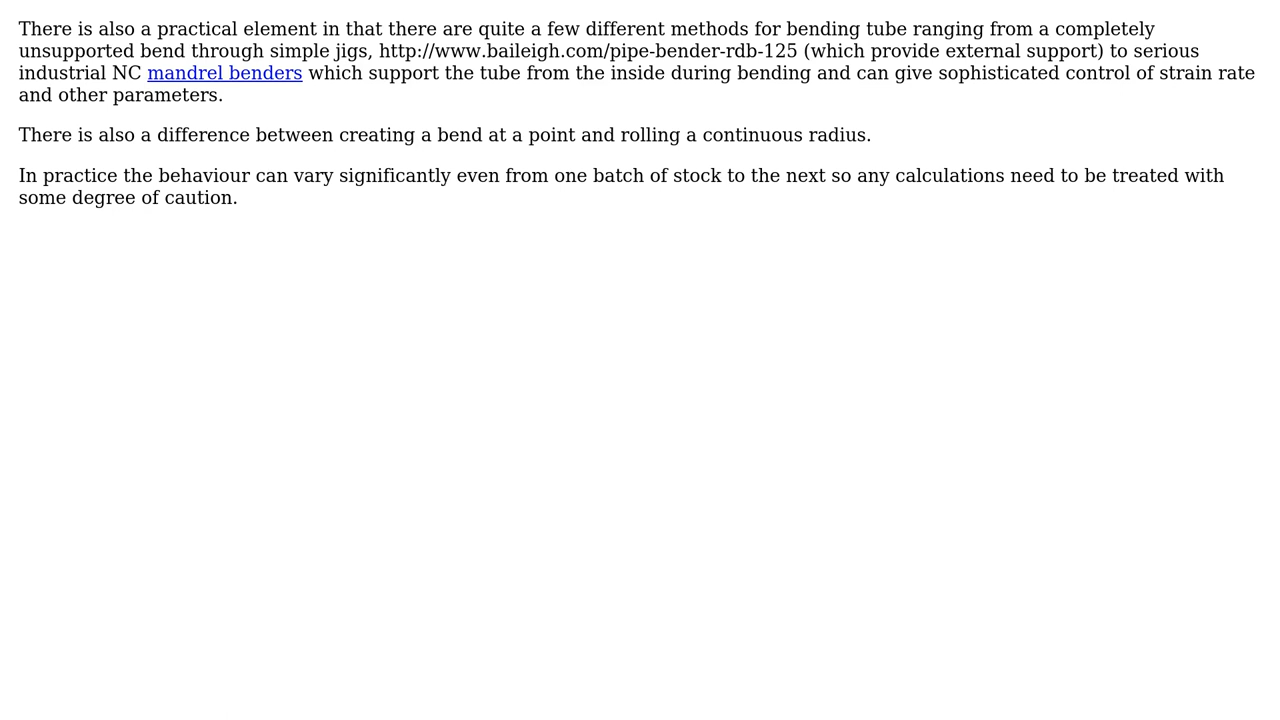 There is also a practical element in that there are quite a few different methods for bending tube ranging from a completely
unsupported bend through simple jigs, http://www.baileigh.com/pipe-bender-rdb-125 (which provide external support) to serious
industrial NC mandrel benders which support the tube from the inside during bending and can give sophisticated control of strain rate
and other parameters.
There is also a difference between creating a bend at a point and rolling a continuous radius.
In practice the behaviour can vary significantly even from one batch of stock to the next so any calculations need to be treated with
some degree of caution.